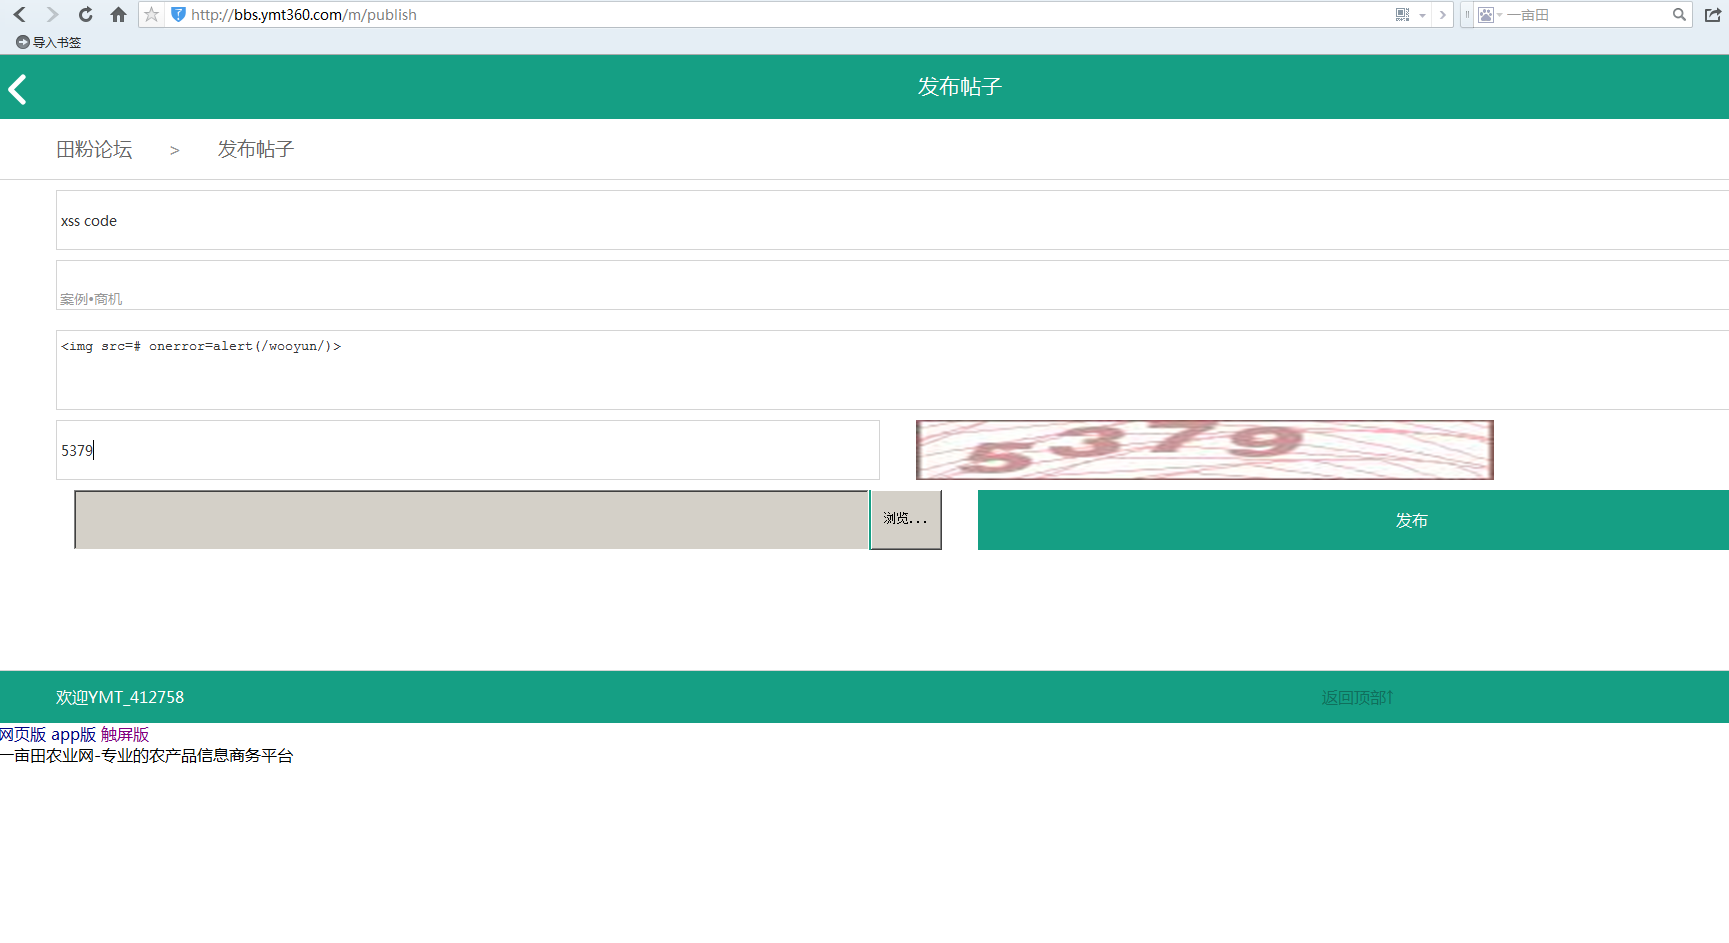 http://bbs.ymt360.com/m/publish
一亩田
导入书签
发布帖子
田粉论坛 > 发布帖子
xss code
案例•商机
<img src=# onerror=alert(/wooyun/)>
5379
5379
浏览...
发布
欢迎YMT_412758
返回顶部↑
网页版 app版 触屏版
一亩田农业网-专业的农产品信息商务平台